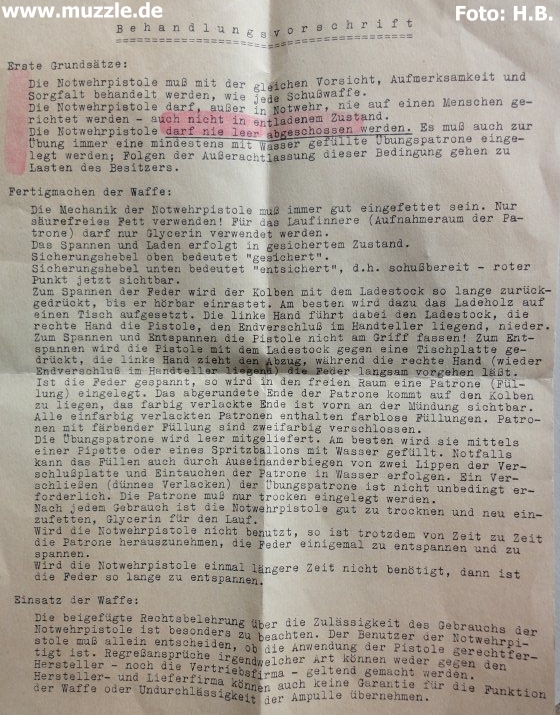 www.muzzle.de
Foto: H.B.
Behandlungsvorschrift
Erste Grundsätze:
Die Notwehrpistole muß mit der gleichen Vorsicht, Aufmerksamkeit und
Sorgfalt behandelt werden, wie jede Schußwaffe.
Die Notwehrpistole darf, außer in Notwehr, nie auf einen Menschen ge-
richtet werden - auch nicht in entladenem Zustand.
Die Notwehrpistole darf nie leer abgeschossen werden. Es muß auch zur
Übung immer eine mindestens mit Wasser gefüllte Übungspatrone einge-
legt werden; Folgen der Außerachtlassung dieser Bedingung gehen zu
Lasten des Besitzers.
Fertigmachen der Waffe:
Die Mechanik der Notwehrpistole muß immer gut eingefettet sein. Nur
säurefreies Fett verwenden! Für das Laufinnere (Aufnahmeraum der Pa-
trone) darf nur Glycerin verwendet werden.
Das Spannen und Laden erfolgt in gesichertem Zustand.
Sicherungshebel oben bedeutet "gesichert".
Sicherungshebel unten bedeutet "entsichert", d.h. schußbereit - roter
Punkt jetzt sichtbar.
Zum Spannen der Feder wird der Kolben mit dem Ladestock so lange zurück-
gedrückt, bis er hörbar einrastet. Am besten wird dazu das Ladeholz auf
einen Tisch aufgesetzt. Die linke Hand führt dabei den Ladestock, die
rechte Hand die Pistole, den Endverschluß im Handteller liegend, nieder.
Zum Spannen und Entspannen die Pistole nicht am Griff fassen! Zum Ent-
spannen wird die Pistole mit dem Ladestock gegen eine Tischplatte ge-
drückt, die linke Hand zieht den Abzug, während die rechte Hand (wieder
Endverschluß im Handteller liegend) die Feder langsam vorgehen läßt.
Ist die Feder gespannt, so wird in den freien Raum eine Patrone (Fül-
lung) eingelegt. Das abgerundete Ende der Patrone kommt auf den Kolben
zu liegen, das farbig verlackte Ende ist vorn an der Mündung sichtbar.
Alle einfarbig verlackten Patronen enthalten farblose Füllungen. Patro-
nen mit färbender Füllung sind zweifarbig verschlossen.
Die Übungspatrone wird leer mitgeliefert. Am besten wird sie mittels
einer Pipette oder eines Spritzballons mit Wasser gefüllt. Notfalls
kann das Füllen auch durch Auseinanderbiegen von zwei Lippen der Ver-
schlußplatte und Eintauchen der Patrone in Wasser erfolgen. Ein Ver-
schließen (dünnes Verlacken) der Übungspatrone ist nicht unbedingt er-
forderlich. Die Patrone muß nur trocken eingelegt werden.
Nach jedem Gebrauch ist die Notwehrpistole gut zu trocknen und neu ein-
zufetten, Glycerin für den Lauf.
Wird die Notwehrpistole nicht benutzt, so ist trotzdem von Zeit zu Zeit
die Patrone herauszunehmen, die Feder einigemal zu entspannen und zu
spannen.
Wird die Notwehrpistole einmal längere Zeit nicht benötigt, dann ist
die Feder so lange zu entspannen.
Einsatz der Waffe:
Die beigefügte Rechtsbelehrung über die Zulässigkeit des Gebrauchs der
Notwehrpistole ist besonders zu beachten. Der Benutzer der Notwehrpi-
stole muß allein entscheiden, ob die Anwendung der Pistole gerechtfer-
tigt ist. Regreßansprüche irgendwelcher Art können weder gegen den
Hersteller - noch die Vertriebsfirma - geltend gemacht werden.
Hersteller- und Lieferfirma können auch keine Garantie für die Funktion
der Waffe oder Undurchlässigkeit der Ampulle übernehmen.